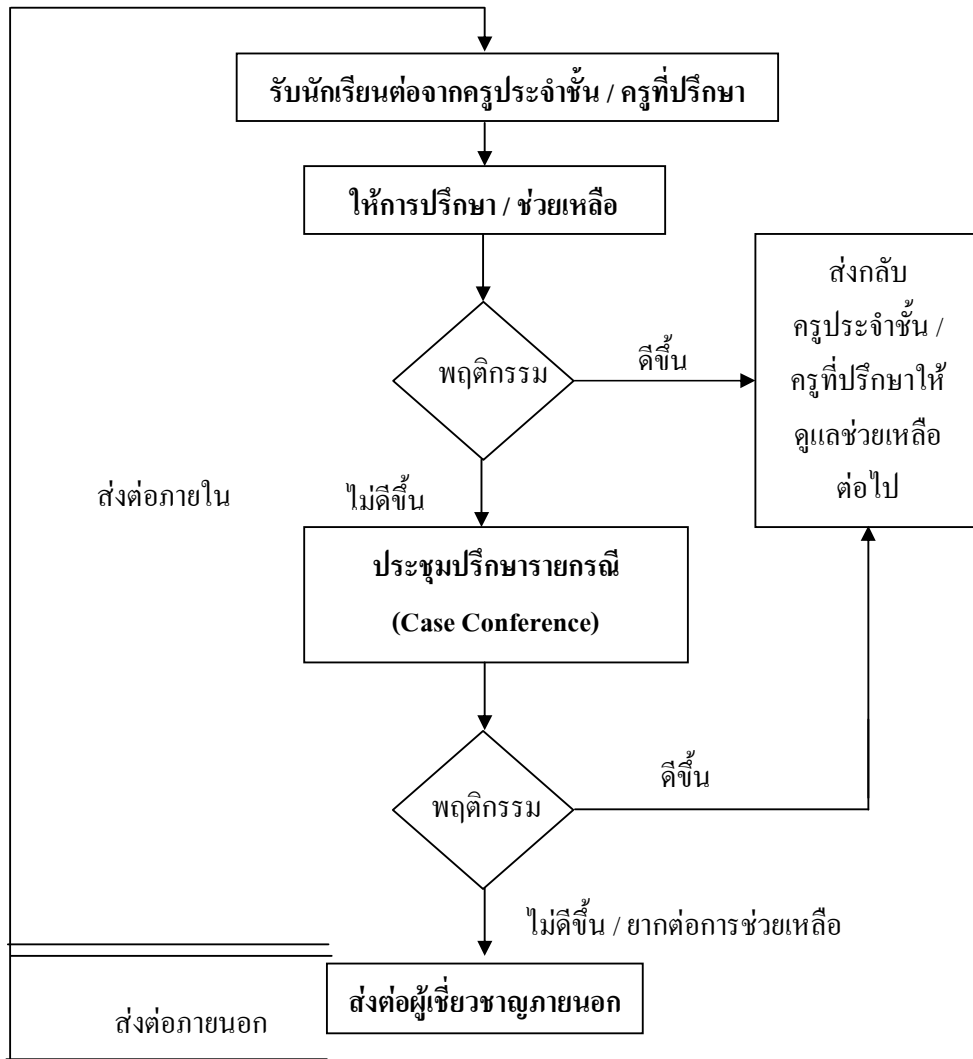 รับนักเรียนต่อจากครูประจำชั้น / ครูที่ปรึกษา
ให้การปรึกษา / ช่วยเหลือ
ส่งกลับ
ครูประจำชั้น /
ครูที่ปรึกษาให้
ดูแลช่วยเหลือ
ต่อไป
พฤติกรรม
ดีขึ้น
ส่งต่อภายใน
ไม่ดีขึ้น
ประชุมปรึกษารายกรณี
(Case Conference)
พฤติกรรม
ดีขึ้น
ไม่ดีขึ้น / ยากต่อการช่วยเหลือ
ส่งต่อผู้เชี่ยวชาญภายนอก
ส่งต่อภายนอก